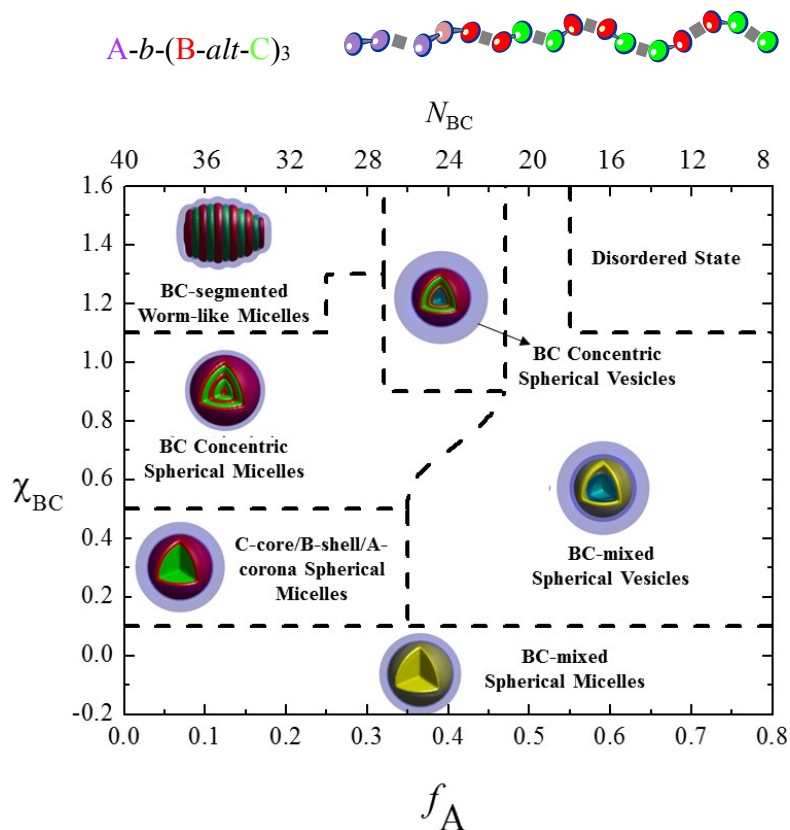 A-b-(B-alt-C)₃
N_BC
40 36 32 28 24 20 16 12 8
1.6
1.4
1.2
1.0
0.8
0.6
0.4
0.2
0.0
-0.2
χ_BC
BC-segmented
Worm-like Micelles
Disordered State
BC Concentric
Spherical Vesicles
BC Concentric
Spherical Micelles
C-core/B-shell/A-
corona Spherical
Micelles
BC-mixed
Spherical Vesicles
BC-mixed
Spherical Micelles
0.0 0.1 0.2 0.3 0.4 0.5 0.6 0.7 0.8
f_A